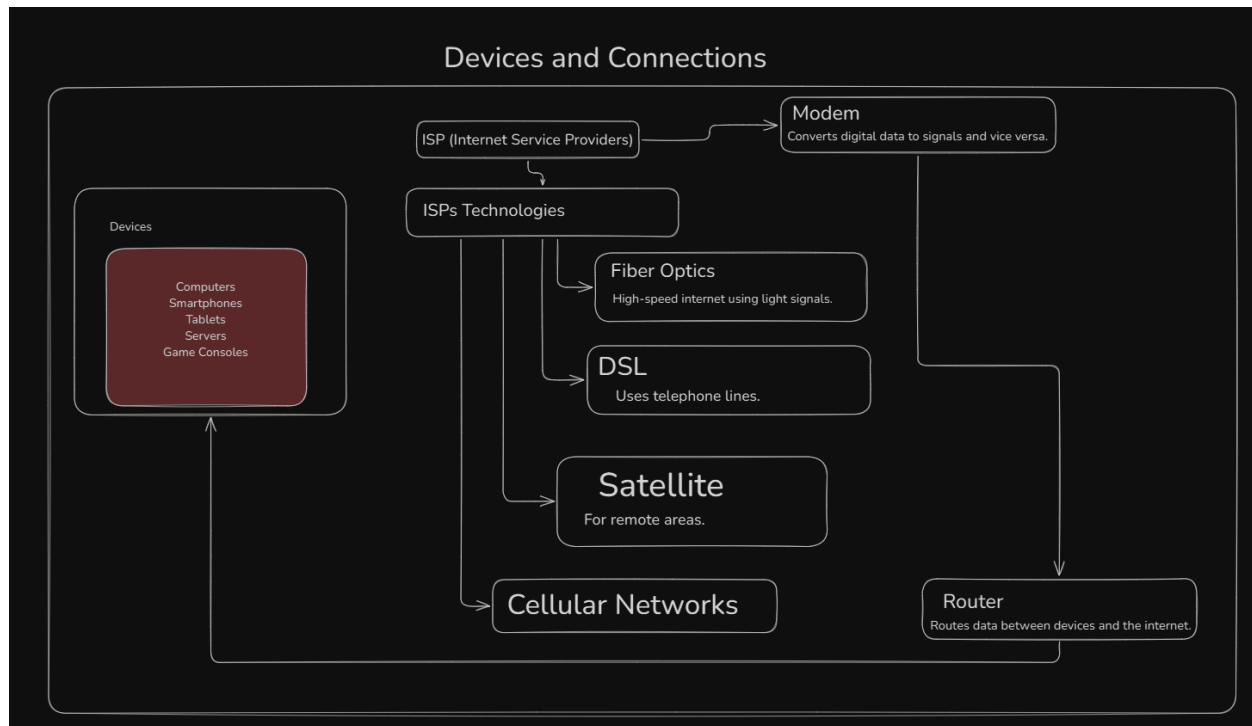 Devices and Connections
ISP (Internet Service Providers)
Modem
Converts digital data to signals and vice versa.
Devices
Computers
Smartphones
Tablets
Servers
Game Consoles
ISPs Technologies
Fiber Optics
High-speed internet using light signals.
DSL
Uses telephone lines.
Satellite
For remote areas.
Cellular Networks
Router
Routes data between devices and the internet.